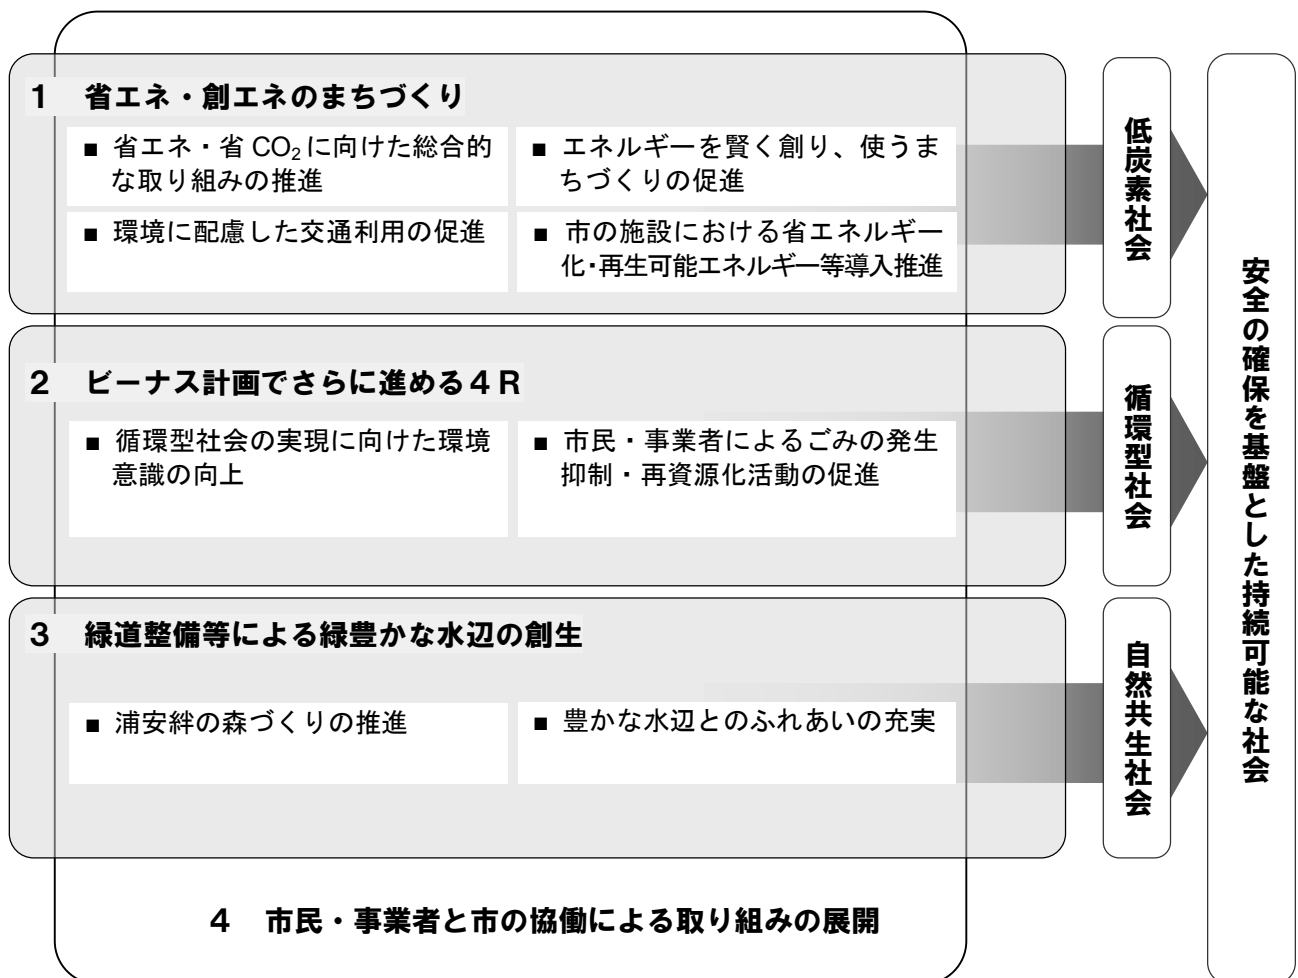 1 省エネ・創エネのまちづくり
■ 省エネ・省 CO₂に向けた総合的
な取り組みの推進
■ エネルギーを賢く創り、使うま
ちづくりの促進
■ 環境に配慮した交通利用の促進
■ 市の施設における省エネルギー
化・再生可能エネルギー等導入推進
低炭素社会
2 ビーナス計画でさらに進める4R
■ 循環型社会の実現に向けた環境
意識の向上
■ 市民・事業者によるごみの発生
抑制・再資源化活動の促進
循環型社会
3 緑道整備等による緑豊かな水辺の創生
■ 浦安絆の森づくりの推進
■ 豊かな水辺とのふれあいの充実
自然共生社会
4 市民・事業者と市の協働による取り組みの展開
安全の確保を基盤とした持続可能な社会